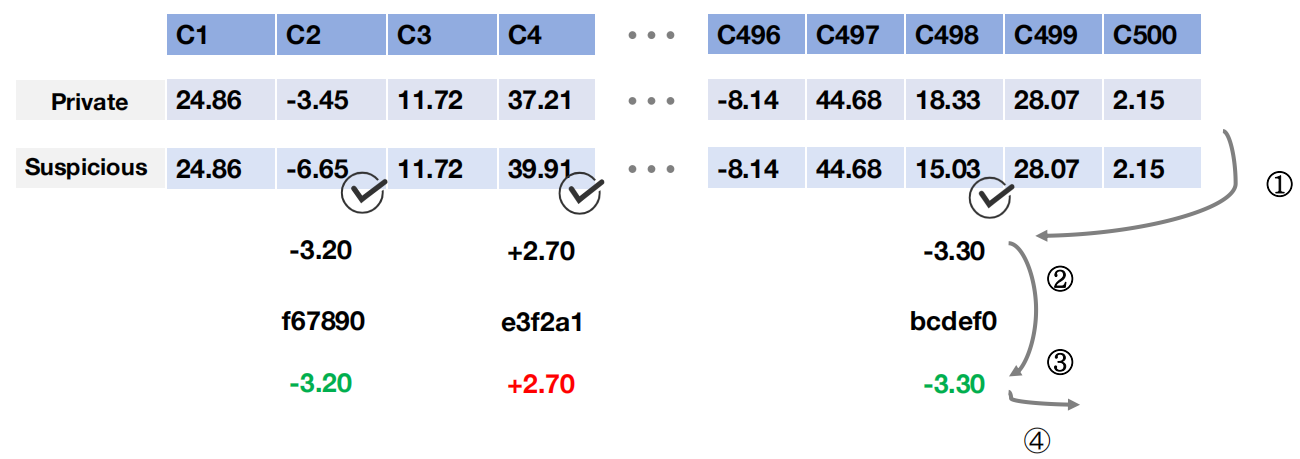 C1 C2 C3 C4 ••• C496 C497 C498 C499 C500
Private 24.86 -3.45 11.72 37.21 ••• -8.14 44.68 18.33 28.07 2.15
Suspicious 24.86 -6.65 11.72 39.91 ••• -8.14 44.68 15.03 28.07 2.15
①
-3.20 +2.70 -3.30
②
f67890 e3f2a1 bcdef0
③
-3.20 +2.70 -3.30
④